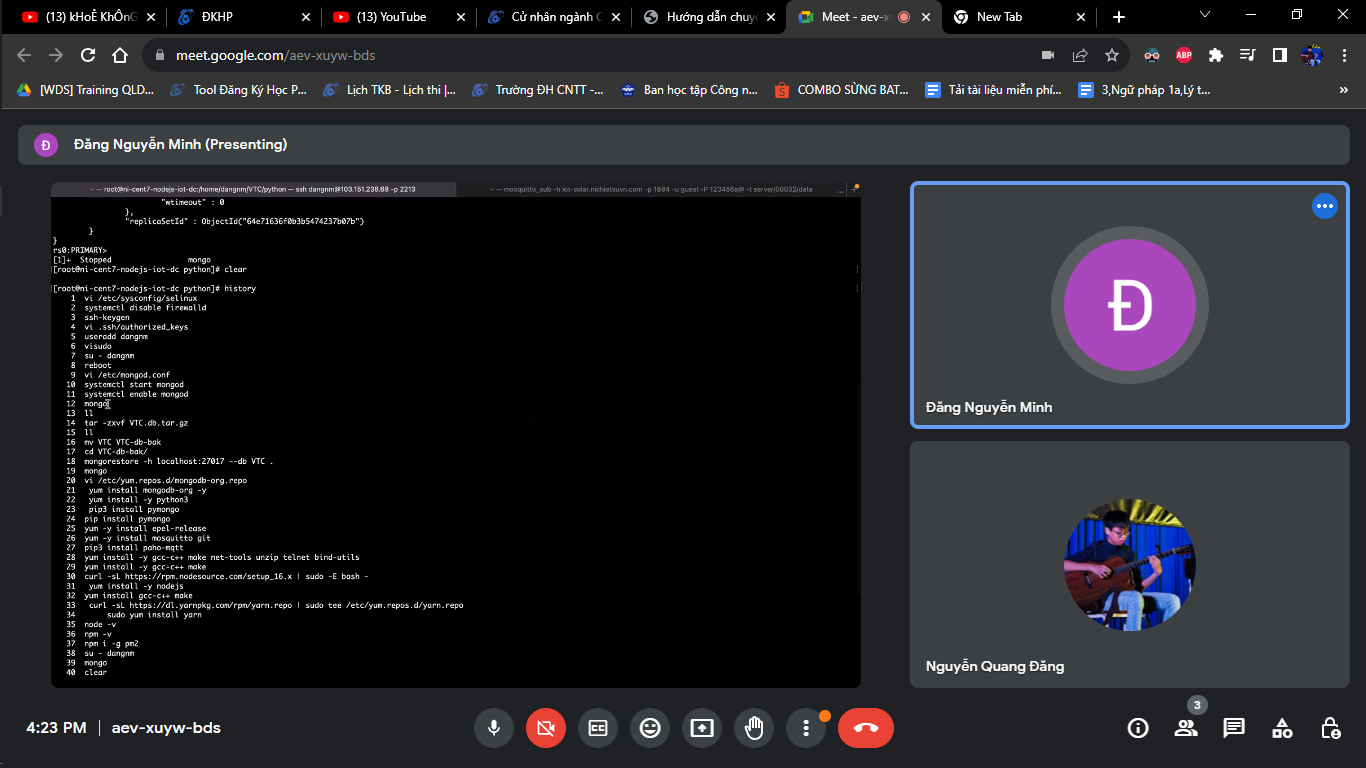 (13) kHoẺ KhÔnG
ĐKHP
(13) YouTube
Cử nhân ngành C
Hướng dẫn chuyê
Meet - aev-x
New Tab
meet.google.com/aev-xuyw-bds
ABP
[WDS] Training QLD...
Tool Đăng Ký Học P...
Lịch TKB - Lịch thi |...
Trường ĐH CNTT -...
Ban học tập Công n...
COMBO SỪNG BAT...
Tải tài liệu miễn phí...
3,Ngữ pháp 1a,Lý t...
Đ
Đăng Nguyễn Minh (Presenting)
~ — root@ni-cent7-nodejs-iot-dc:/home/dangnm/VTC/python — ssh dangnm@103.151.238.68 -p 2213
~ — mosquitto_sub -h iot-solar.nichietsuvn.com -p 1884 -u guest -P 123456a@ -t server/00032/data
"wtimeout" : 0
},
"replicaSetId" : ObjectId("64e71636f0b3b5474237b07b")
}
}
rs0:PRIMARY>
[1]+ Stopped mongo
[root@ni-cent7-nodejs-iot-dc python]# clear
[root@ni-cent7-nodejs-iot-dc python]# history
1 vi /etc/sysconfig/selinux
2 systemctl disable firewalld
3 ssh-keygen
4 vi .ssh/authorized_keys
5 useradd dangnm
6 visudo
7 su - dangnm
8 reboot
9 vi /etc/mongod.conf
10 systemctl start mongod
11 systemctl enable mongod
12 mongo
13 ll
14 tar -zxvf VTC.db.tar.gz
15 ll
16 mv VTC VTC-db-bak
17 cd VTC-db-bak/
18 mongorestore -h localhost:27017 --db VTC .
19 mongo
20 vi /etc/yum.repos.d/mongodb-org.repo
21 yum install mongodb-org -y
22 yum install -y python3
23 pip3 install pymongo
24 pip install pymongo
25 yum -y install epel-release
26 yum -y install mosquitto git
27 pip3 install paho-mqtt
28 yum install -y gcc-c++ make net-tools unzip telnet bind-utils
29 yum install -y gcc-c++ make
30 curl -sL https://rpm.nodesource.com/setup_16.x | sudo -E bash -
31 yum install -y nodejs
32 yum install gcc-c++ make
33 curl -sL https://dl.yarnpkg.com/rpm/yarn.repo | sudo tee /etc/yum.repos.d/yarn.repo
34 sudo yum install yarn
35 node -v
36 npm -v
37 npm i -g pm2
38 su - dangnm
39 mongo
40 clear
Đ
Đăng Nguyễn Minh
Nguyễn Quang Đăng
4:23 PM | aev-xuyw-bds
3